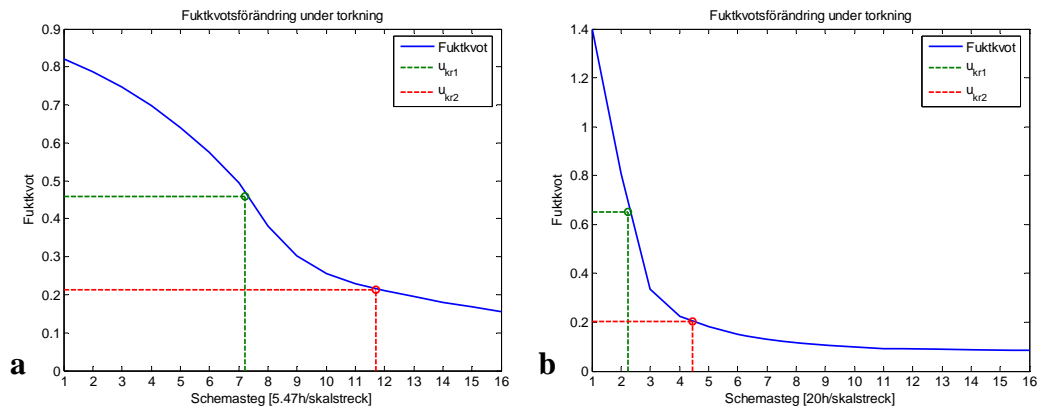 Fuktkvotsförändring under torkning
Fuktkvot
u_kr1
u_kr2
0.9
0.8
0.7
0.6
0.5
0.4
0.3
0.2
0.1
0
Fuktkvot
1 2 3 4 5 6 7 8 9 10 11 12 13 14 15 16
Schemasteg [5.47h/skalstreck]
a
Fuktkvotsförändring under torkning
Fuktkvot
u_kr1
u_kr2
1.4
1.2
1
0.8
0.6
0.4
0.2
0
Fuktkvot
1 2 3 4 5 6 7 8 9 10 11 12 13 14 15 16
Schemasteg [20h/skalstreck]
b